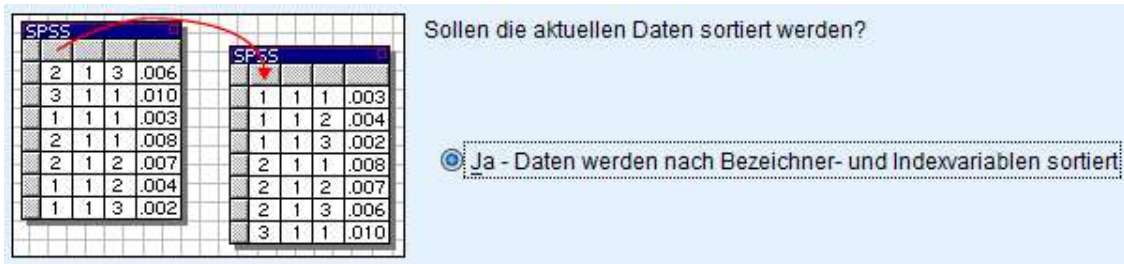 SPSS
2 1 3 .006
3 1 1 .010
1 1 1 .003
2 1 1 .008
2 1 2 .007
1 1 2 .004
1 1 3 .002
SPSS
1 1 1 .003
1 1 2 .004
1 1 3 .002
2 1 1 .008
2 1 2 .007
2 1 3 .006
3 1 1 .010
Sollen die aktuellen Daten sortiert werden?
Ja - Daten werden nach Bezeichner- und Indexvariablen sortiert